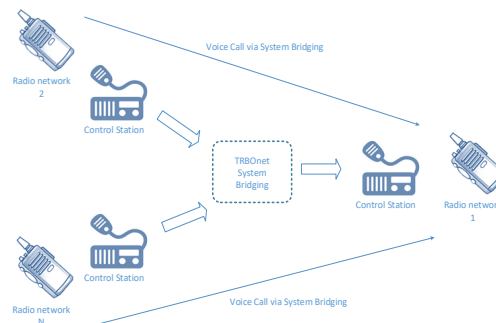 Voice Call via System Bridging
Radio network
2
Control Station
TRBOnet
System
Bridging
Control Station
Radio network
1
Control Station
Voice Call via System Bridging
Radio network
N